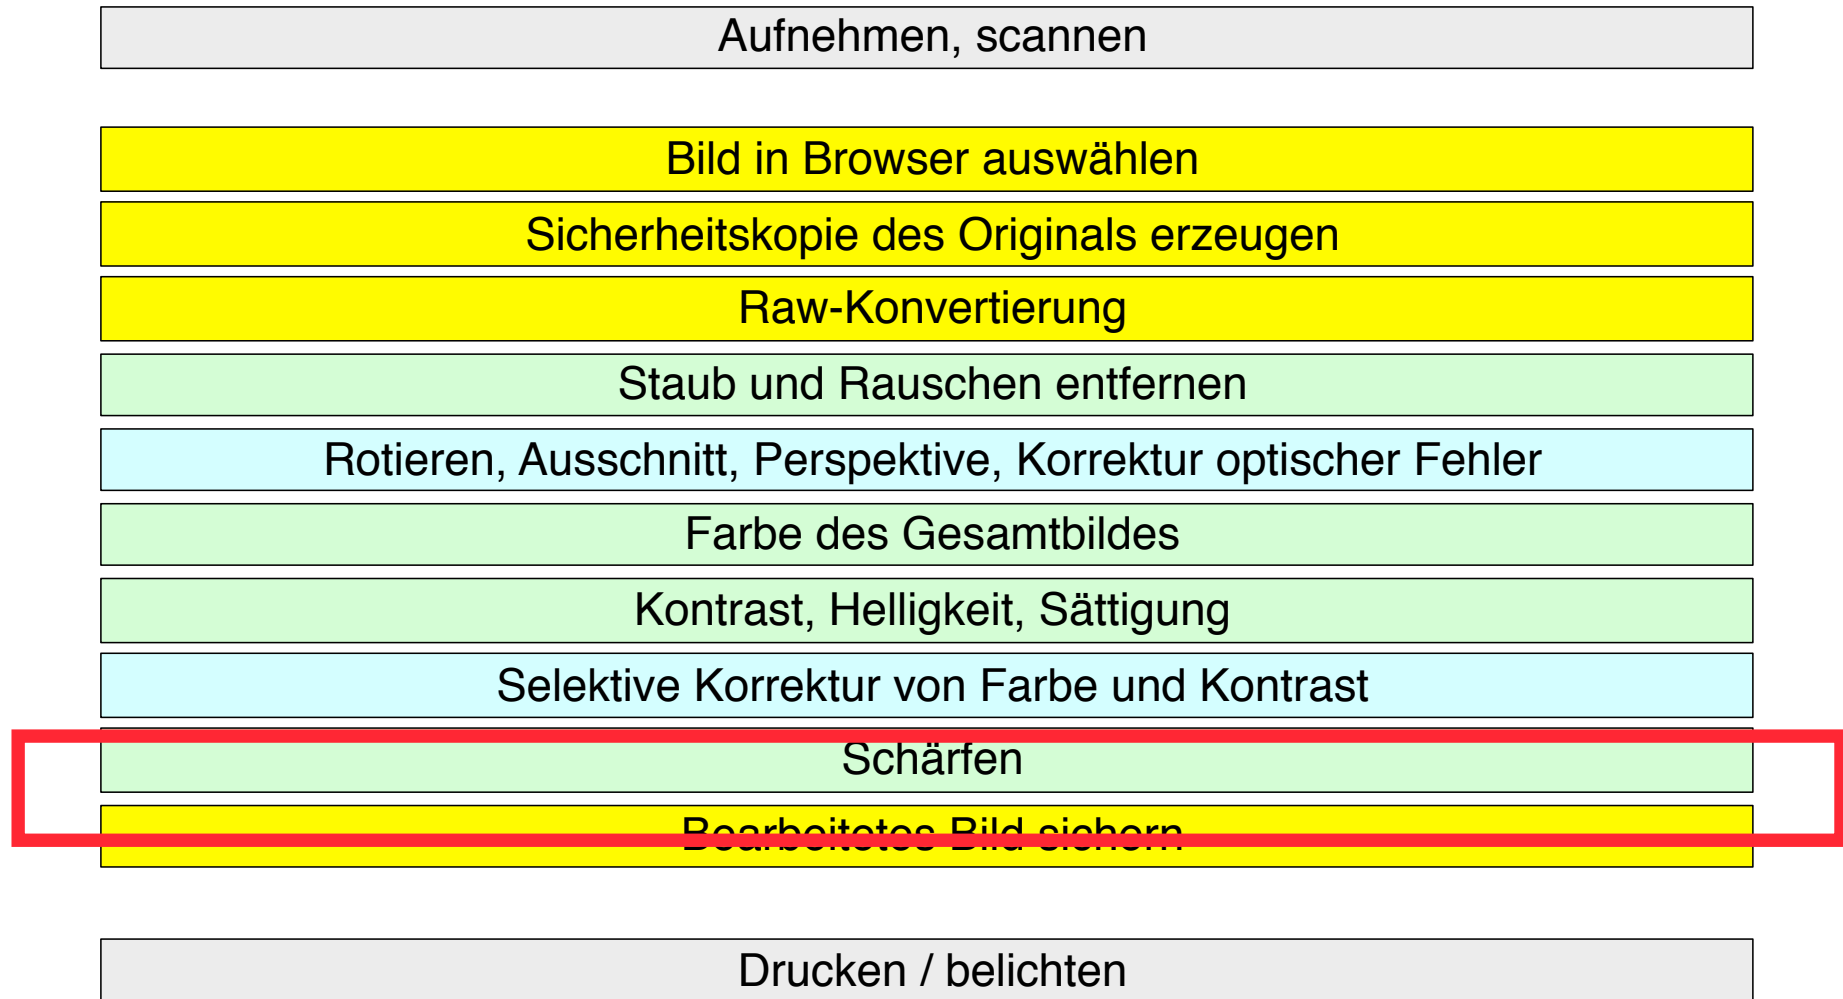 Aufnehmen, scannen
Bild in Browser auswählen
Sicherheitskopie des Originals erzeugen
Raw-Konvertierung
Staub und Rauschen entfernen
Rotieren, Ausschnitt, Perspektive, Korrektur optischer Fehler
Farbe des Gesamtbildes
Kontrast, Helligkeit, Sättigung
Selektive Korrektur von Farbe und Kontrast
Schärfen
Bearbeitetes Bild sichern
Drucken / belichten